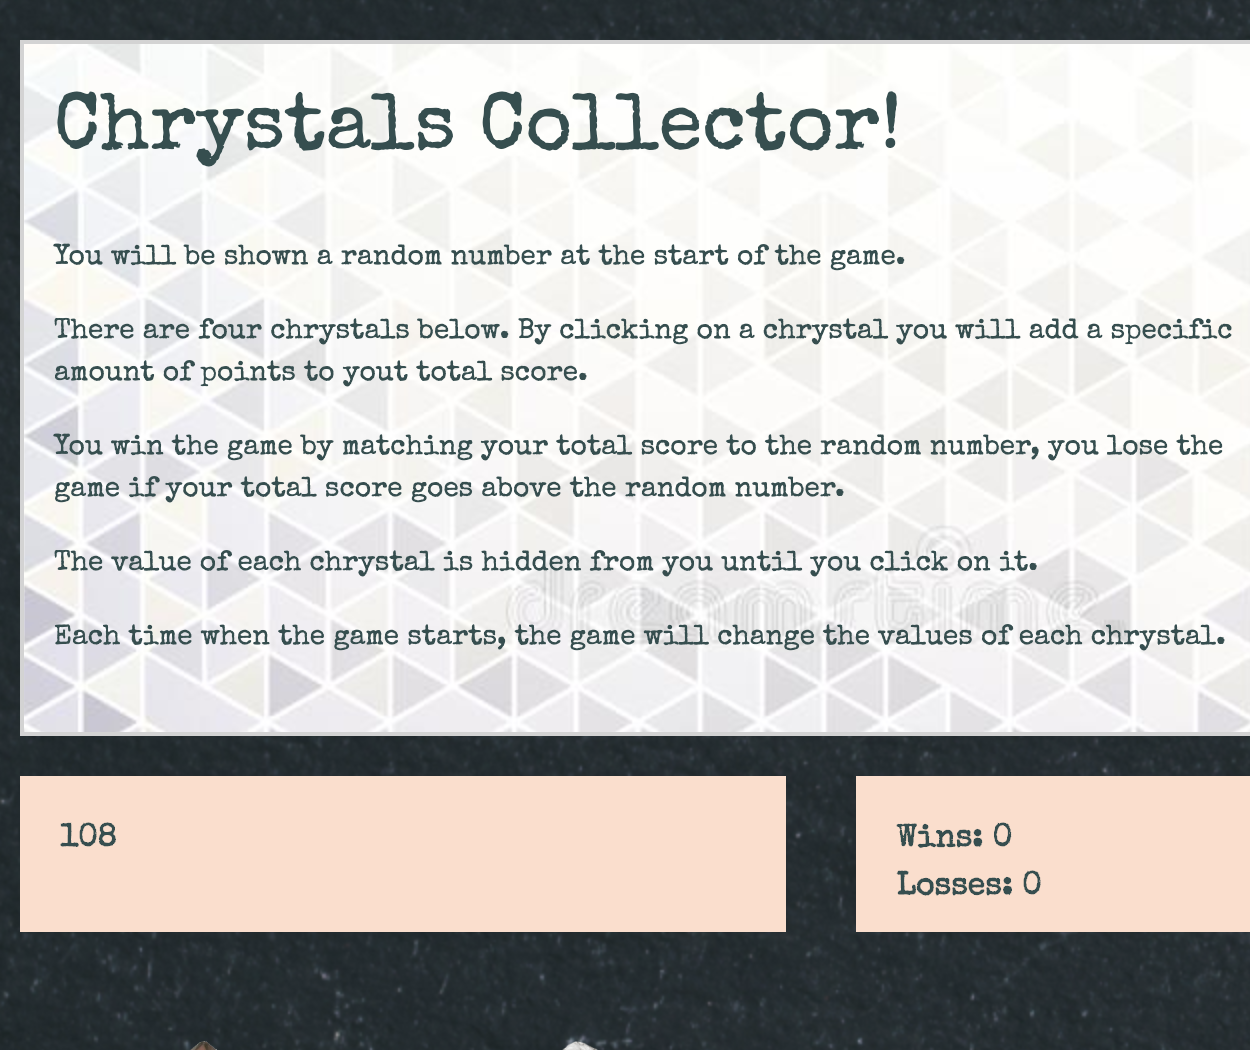 Chrystals Collector!
You will be shown a random number at the start of the game.
There are four chrystals below. By clicking on a chrystal you will add a specific
amount of points to yout total score.
You win the game by matching your total score to the random number, you lose the
game if your total score goes above the random number.
The value of each chrystal is hidden from you until you click on it.
dreamstime
Each time when the game starts, the game will change the values of each chrystal.
108
Wins: 0
Losses: 0